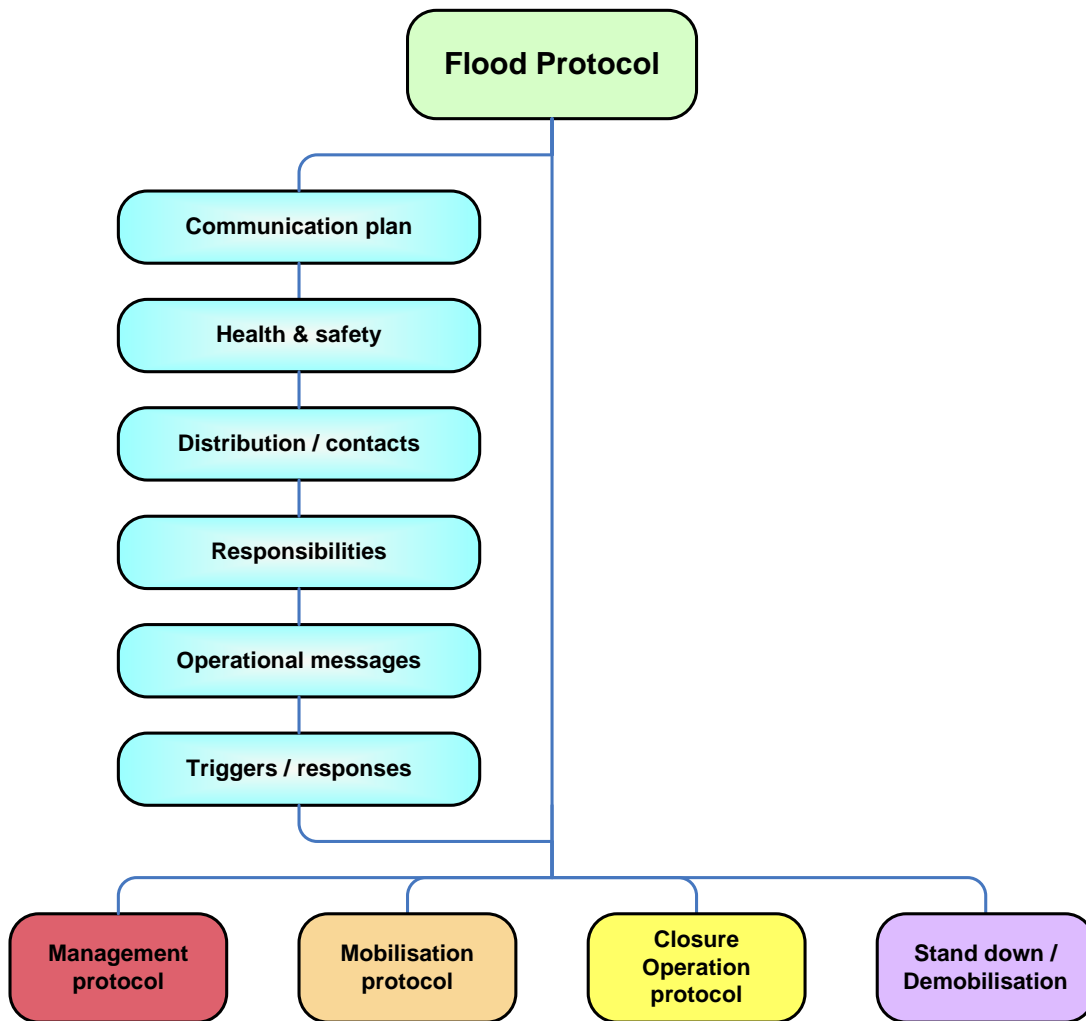 Flood Protocol
Communication plan
Health & safety
Distribution / contacts
Responsibilities
Operational messages
Triggers / responses
Management
protocol
Mobilisation
protocol
Closure
Operation
protocol
Stand down /
Demobilisation